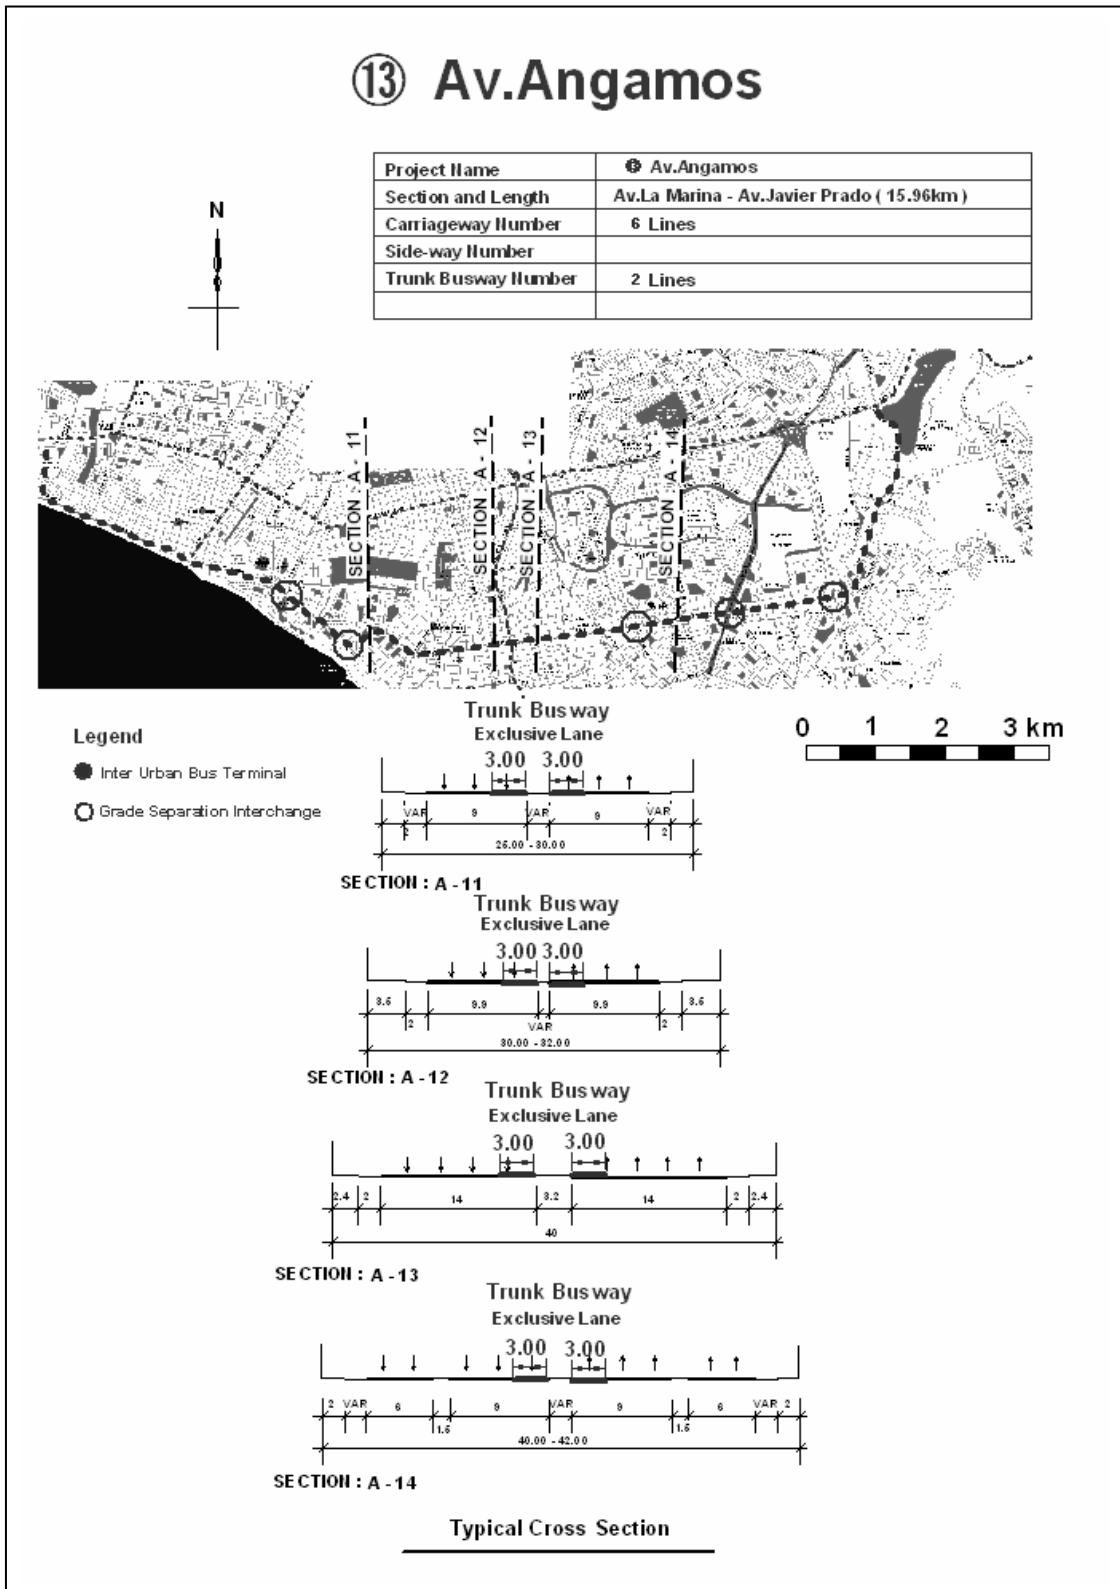 ⑬ Av.Angamos
Project Name Av.Angamos
Section and Length Av.La Marina - Av.Javier Prado ( 15.96km )
Carriageway Number 6 Lines
Side-way Number
Trunk Busway Number 2 Lines
N
SECTION A - 11
SECTION A - 12
SECTION A - 13
SECTION A - 14
Legend
Inter Urban Bus Terminal
Grade Separation Interchange
0 1 2 3 km
Trunk Busway
Exclusive Lane
3.00 3.00
VAR 9 VAR 9 VAR
2 2
25.00 - 30.00
SECTION : A - 11
Trunk Busway
Exclusive Lane
3.00 3.00
3.5 9.9 9.9 3.5
2 VAR 2
30.00 - 32.00
SECTION : A - 12
Trunk Busway
Exclusive Lane
3.00 3.00
2.4 2 14 3.2 14 2 2.4
40
SECTION : A - 13
Trunk Busway
Exclusive Lane
3.00 3.00
2 VAR 6 9 VAR 9 6 VAR 2
1.5 1.5
40.00 - 42.00
SECTION : A - 14
Typical Cross Section